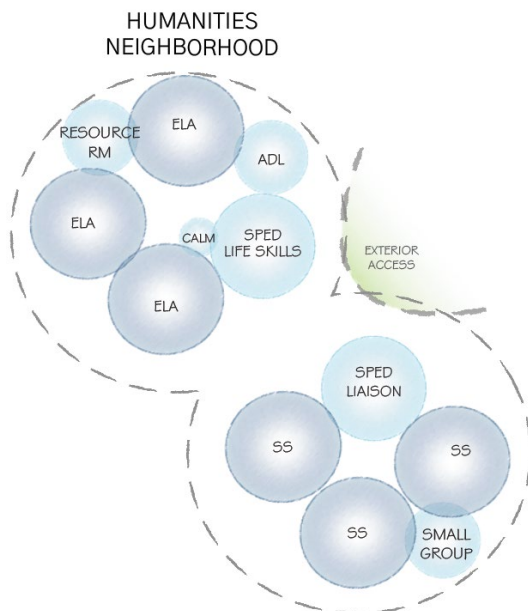 HUMANITIES
NEIGHBORHOOD
ELA
RESOURCE
RM
ADL
ELA
CALM
SPED
LIFE SKILLS
EXTERIOR
ACCESS
ELA
SPED
LIAISON
SS
SS
SS
SMALL
GROUP